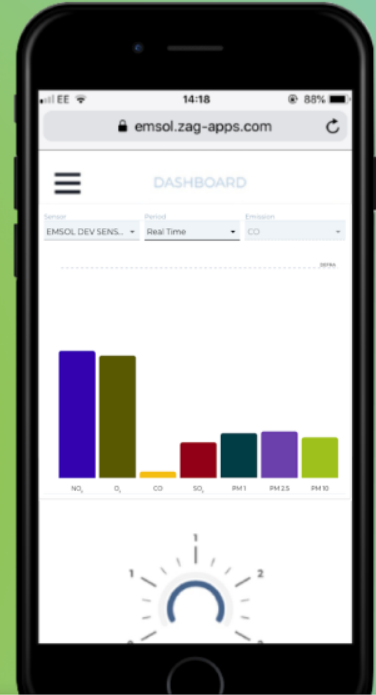 EE 14:18 88%
emsol.zag-apps.com
DASHBOARD
Sensor Period Emission
EMSOL DEV SENS... Real Time CO
NO₂ O₃ CO SO₂ PM 1 PM 2.5 PM 10
1
1 2